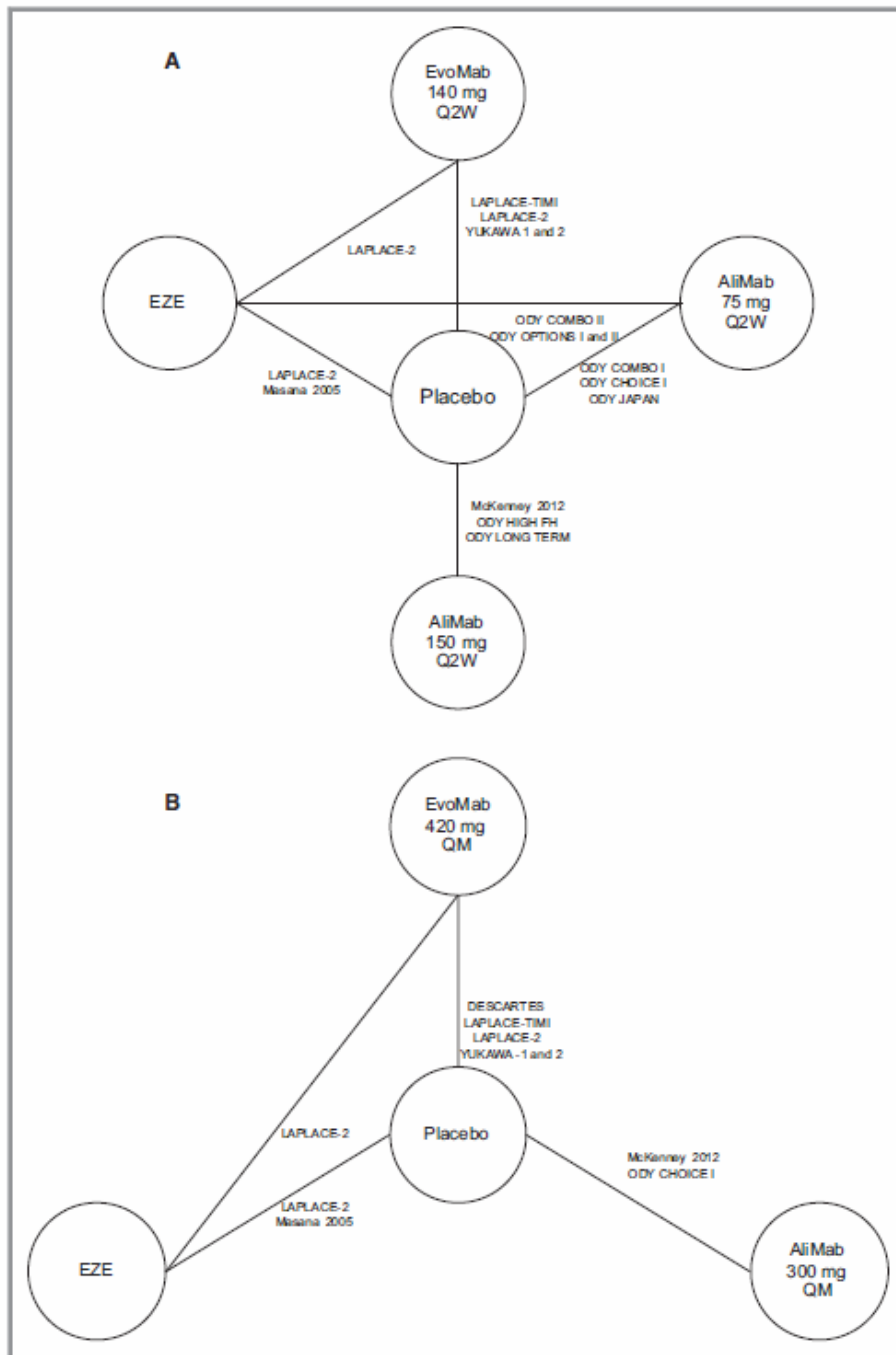 A
EvoMab
140 mg
Q2W
LAPLACE-TIMI
LAPLACE-2
YUKAWA 1 and 2
LAPLACE-2
EZE
AliMab
75 mg
Q2W
ODY COMBO II
ODY OPTIONS I and II
LAPLACE-2
Masana 2005
Placebo
ODY COMBO I
ODY CHOICE I
ODY JAPAN
McKenney 2012
ODY HIGH FH
ODY LONG TERM
AliMab
150 mg
Q2W
B
EvoMab
420 mg
QM
DESCARTES
LAPLACE-TIMI
LAPLACE-2
YUKAWA -1 and 2
LAPLACE-2
Placebo
McKenney 2012
ODY CHOICE I
LAPLACE-2
Masana 2005
EZE
AliMab
300 mg
QM